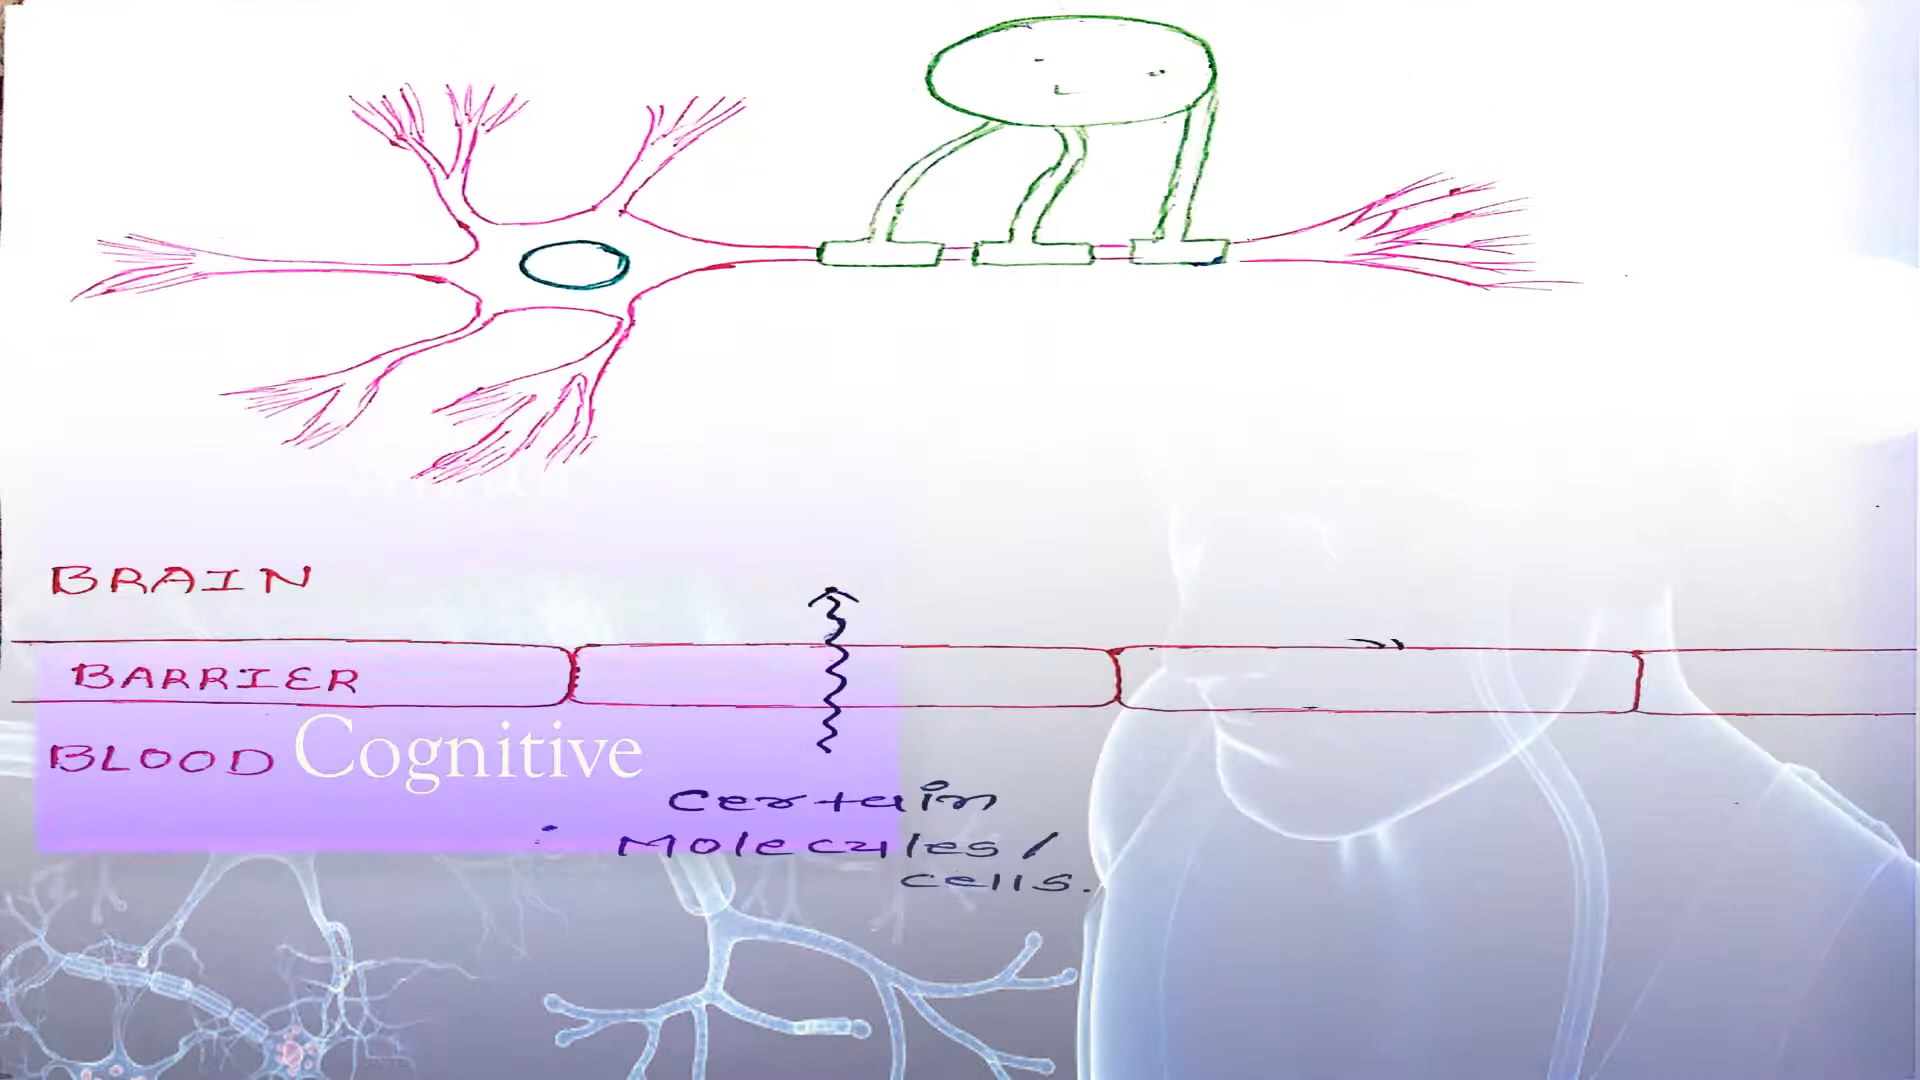 BRAIN
BARRIER
BLOOD
Cognitive
Certain
Molecules/
cells.